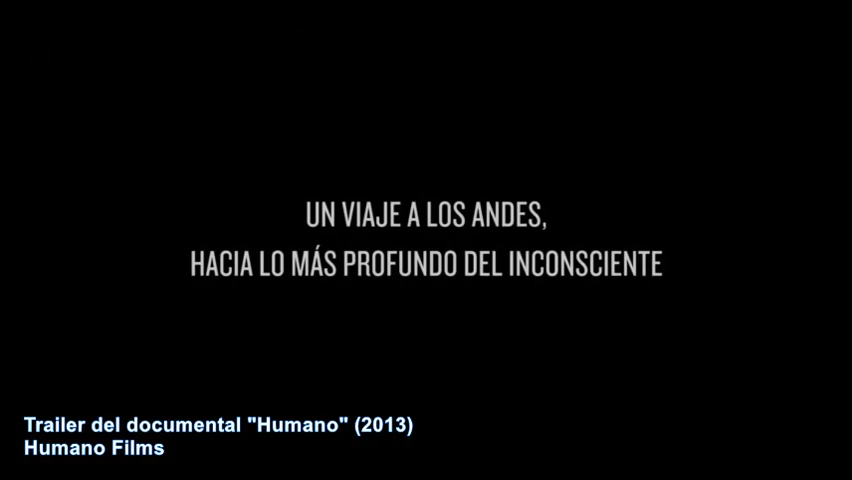 UN VIAJE A LOS ANDES,
HACIA LO MÁS PROFUNDO DEL INCONSCIENTE
Trailer del documental "Humano" (2013)
Humano Films